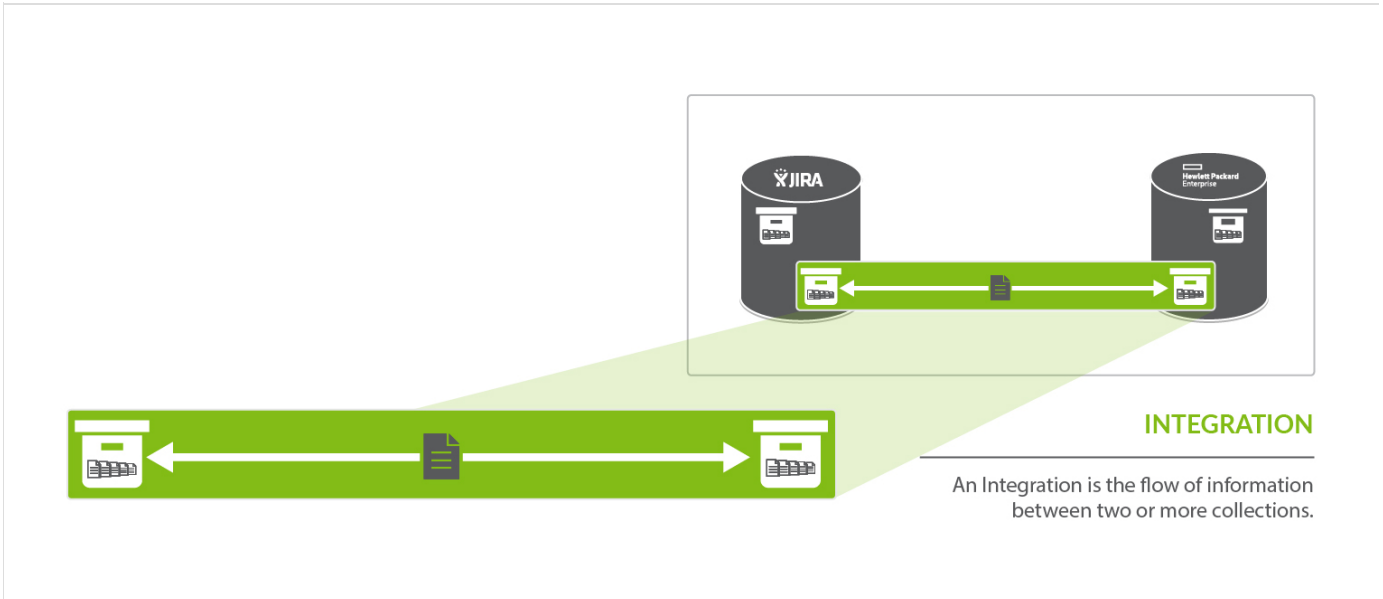 JIRA
Hewlett Packard
Enterprise
INTEGRATION
An Integration is the flow of information
between two or more collections.